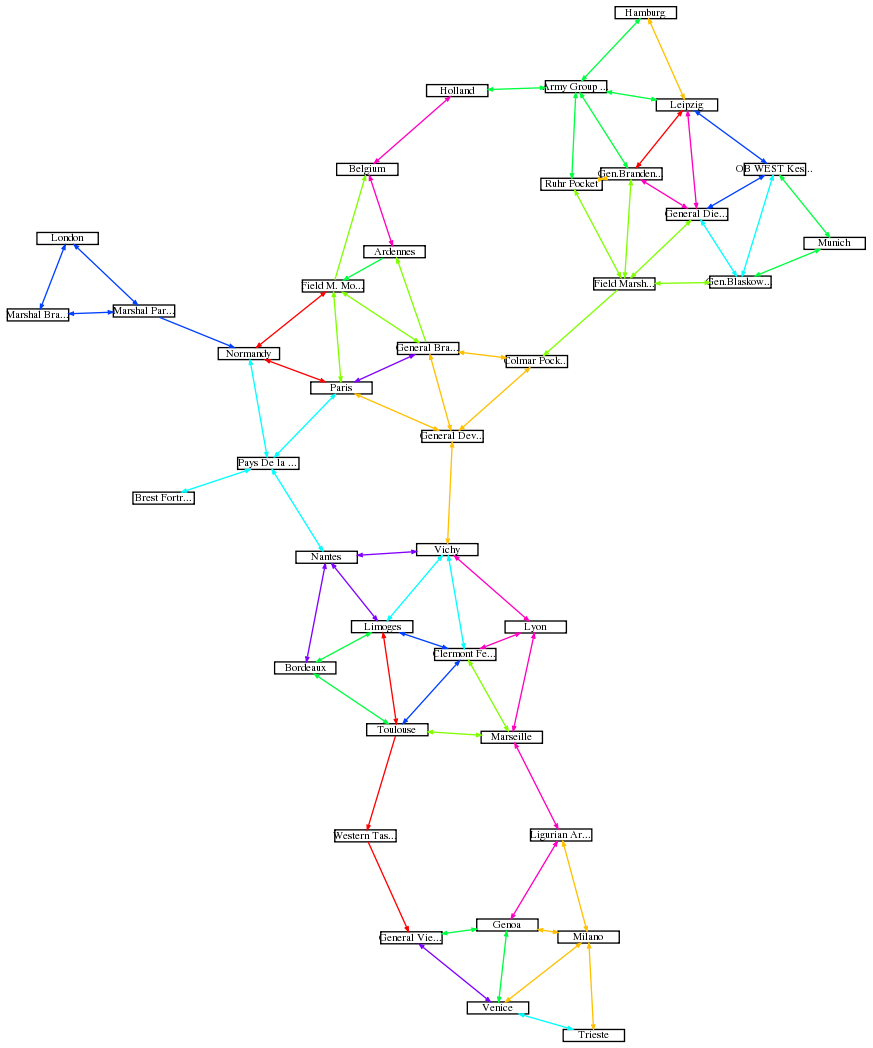 Hamburg
Holland
Army Group ...
Leipzig
Belgium
Gen.Branden...
OB WEST Kes...
Ruhr Pocket
General Die...
London
Munich
Ardennes
Field M. Mo...
Field Marsh...
Gen.Blaskow...
Marshal Bra...
Marshal Par...
Normandy
General Bra...
Colmar Pock...
Paris
General Dev...
Pays De la ...
Brest Fortr...
Nantes
Vichy
Limoges
Lyon
Clermont Fe...
Bordeaux
Toulouse
Marseille
Western Tas...
Ligurian Ar...
General Vie...
Genoa
Milano
Venice
Trieste